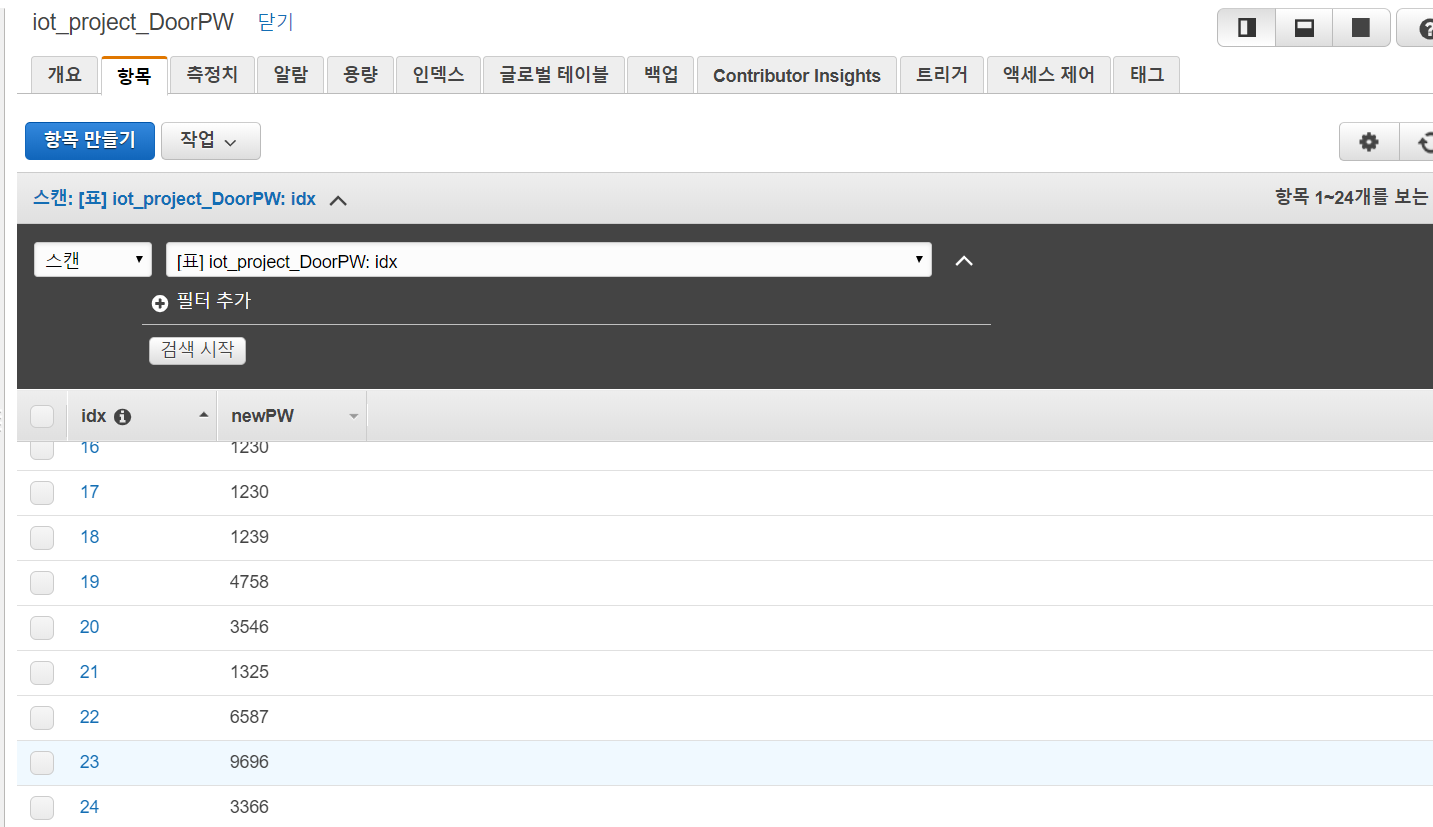 iot_project_DoorPW 닫기
개요 항목 측정치 알람 용량 인덱스 글로벌 테이블 백업 Contributor Insights 트리거 액세스 제어 태그
항목 만들기 작업
스캔: [표] iot_project_DoorPW: idx 항목 1~24개를 보는
스캔 [표] iot_project_DoorPW: idx
필터 추가
검색 시작
idx newPW
16 1230
17 1230
18 1239
19 4758
20 3546
21 1325
22 6587
23 9696
24 3366